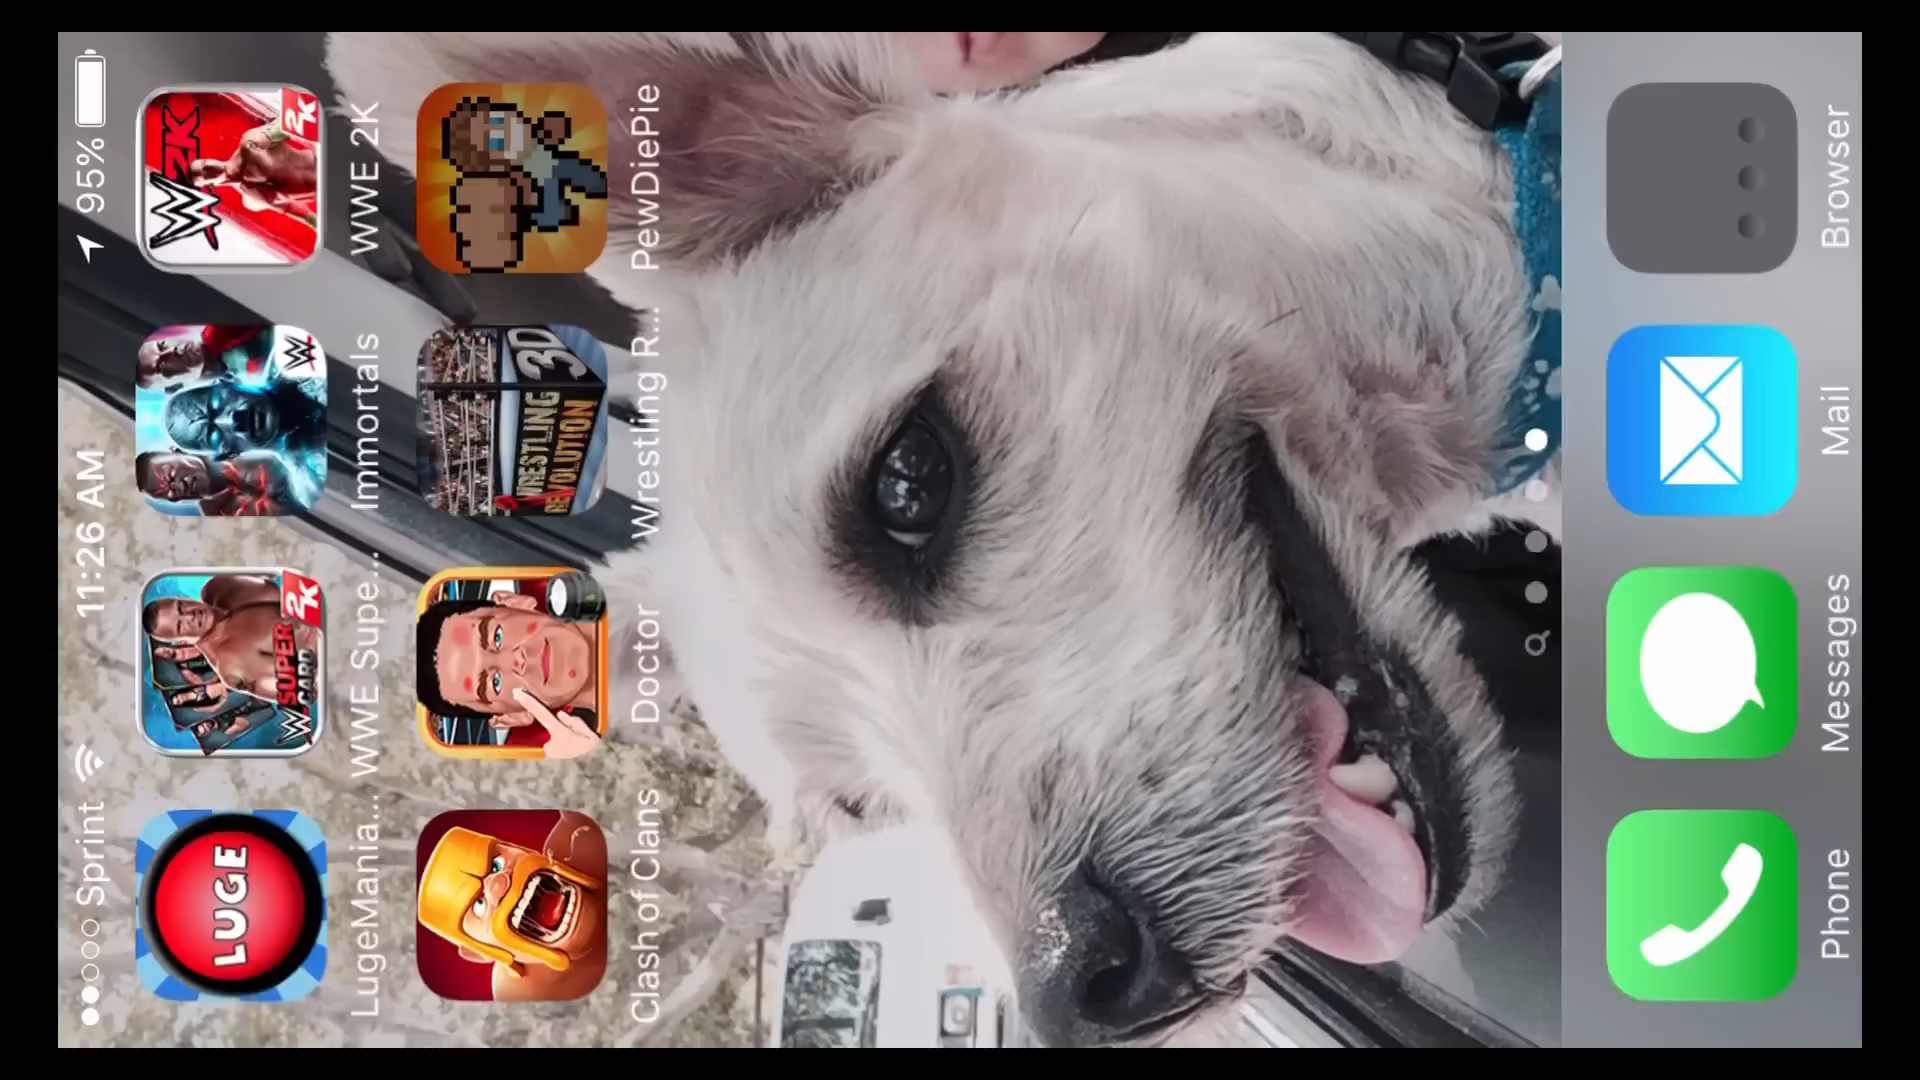 Sprint 11:26 AM 95%
LUGE
W SUPER CARD 2K
W
W 2K 2K
LugeMania... WWE Supe... Immortals WWE 2K
WRESTLING REVOLUTION 3D
Clash of Clans Doctor Wrestling R... PewDiePie
Phone Messages Mail Browser